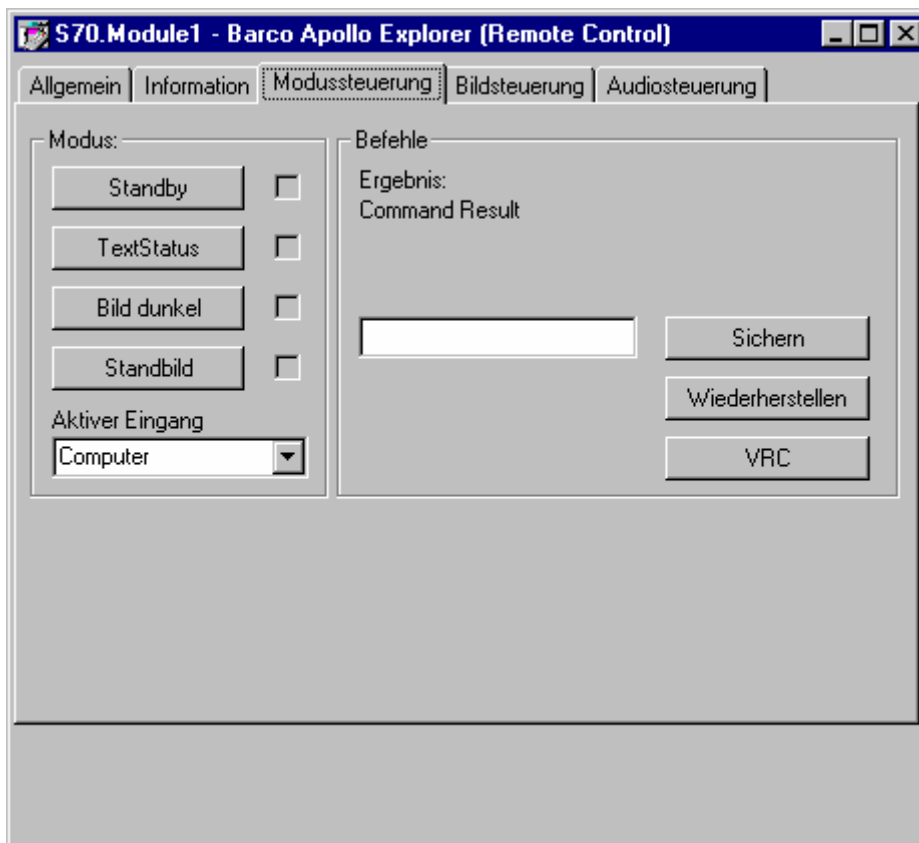 S70.Module1 - Barco Apollo Explorer (Remote Control)
Allgemein Information Modussteuerung Bildsteuerung Audiosteuerung
Modus:
Standby
TextStatus
Bild dunkel
Standbild
Aktiver Eingang
Computer
Befehle
Ergebnis:
Command Result
Sichern
Wiederherstellen
VRC